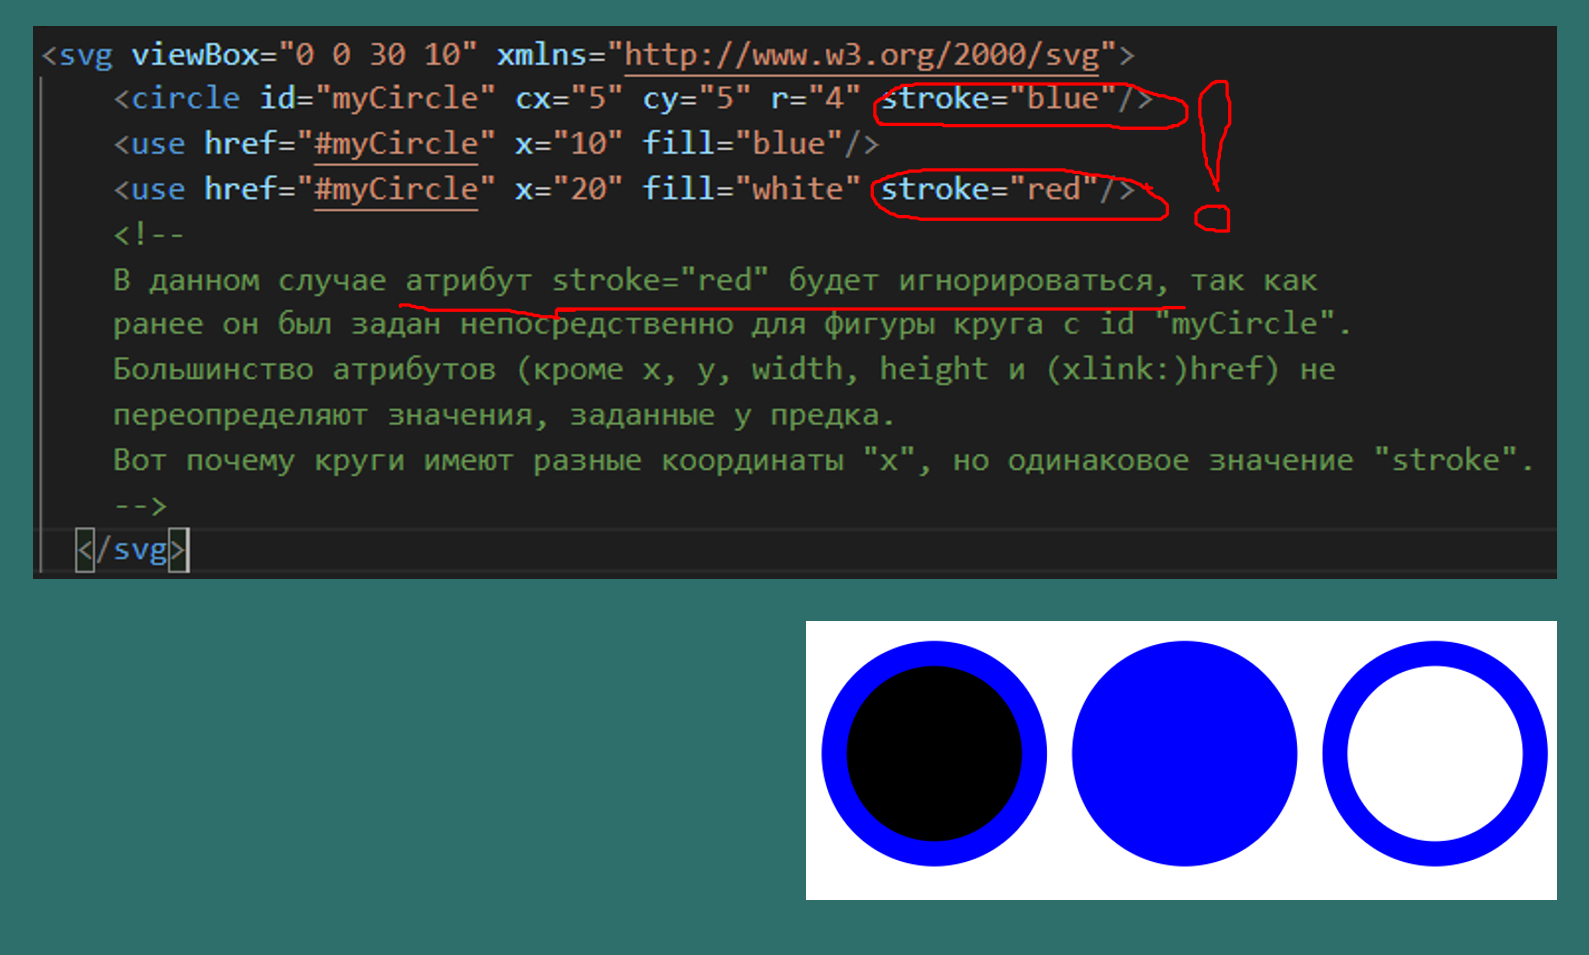 <svg viewBox="0 0 30 10" xmlns="http://www.w3.org/2000/svg">
<circle id="myCircle" cx="5" cy="5" r="4" stroke="blue"/>
<use href="#myCircle" x="10" fill="blue"/>
<use href="#myCircle" x="20" fill="white" stroke="red"/>
<!--
В данном случае атрибут stroke="red" будет игнорироваться, так как
ранее он был задан непосредственно для фигуры круга с id "myCircle".
Большинство атрибутов (кроме x, y, width, height и (xlink:)href) не
переопределяют значения, заданные у предка.
Вот почему круги имеют разные координаты "x", но одинаковое значение "stroke".
-->
</svg>